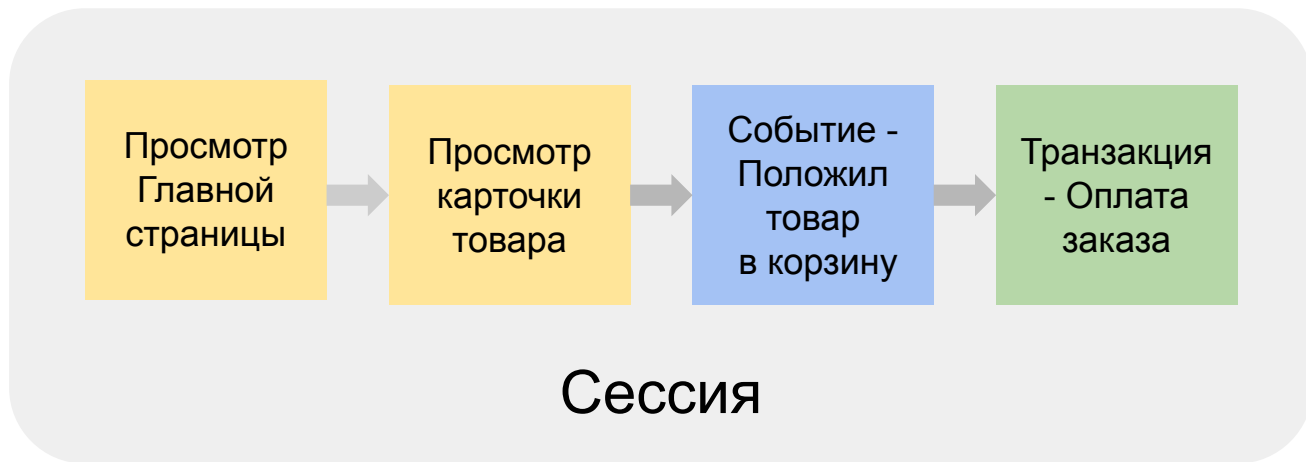 Просмотр
Главной
страницы
Просмотр
карточки
товара
Событие -
Положил
товар
в корзину
Транзакция
- Оплата
заказа
Сессия